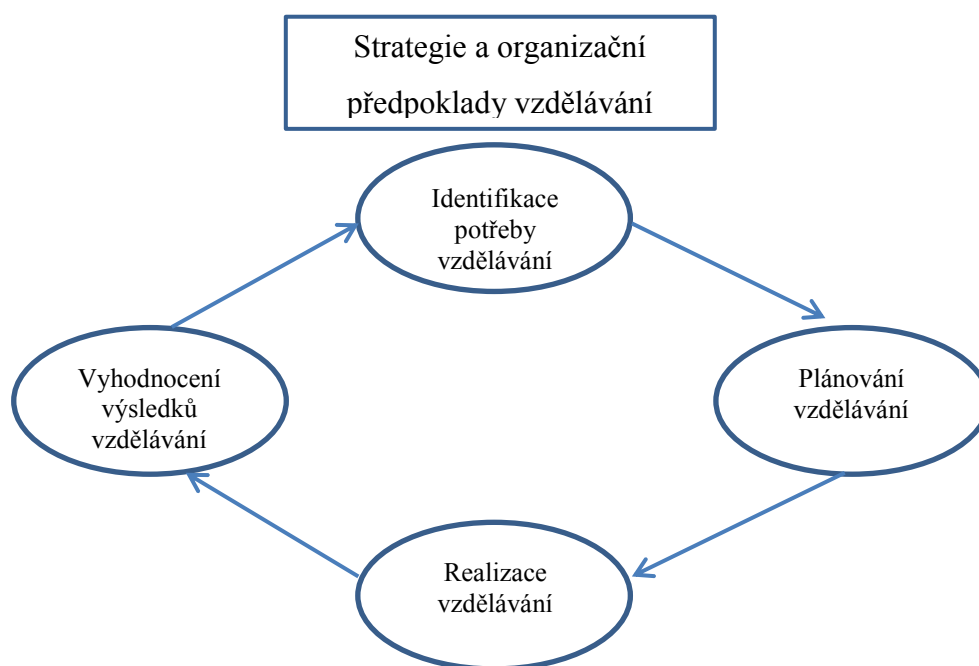 Strategie a organizační
předpoklady vzdělávání
Identifikace
potřeby
vzdělávání
Vyhodnocení
výsledků
vzdělávání
Plánování
vzdělávání
Realizace
vzdělávání